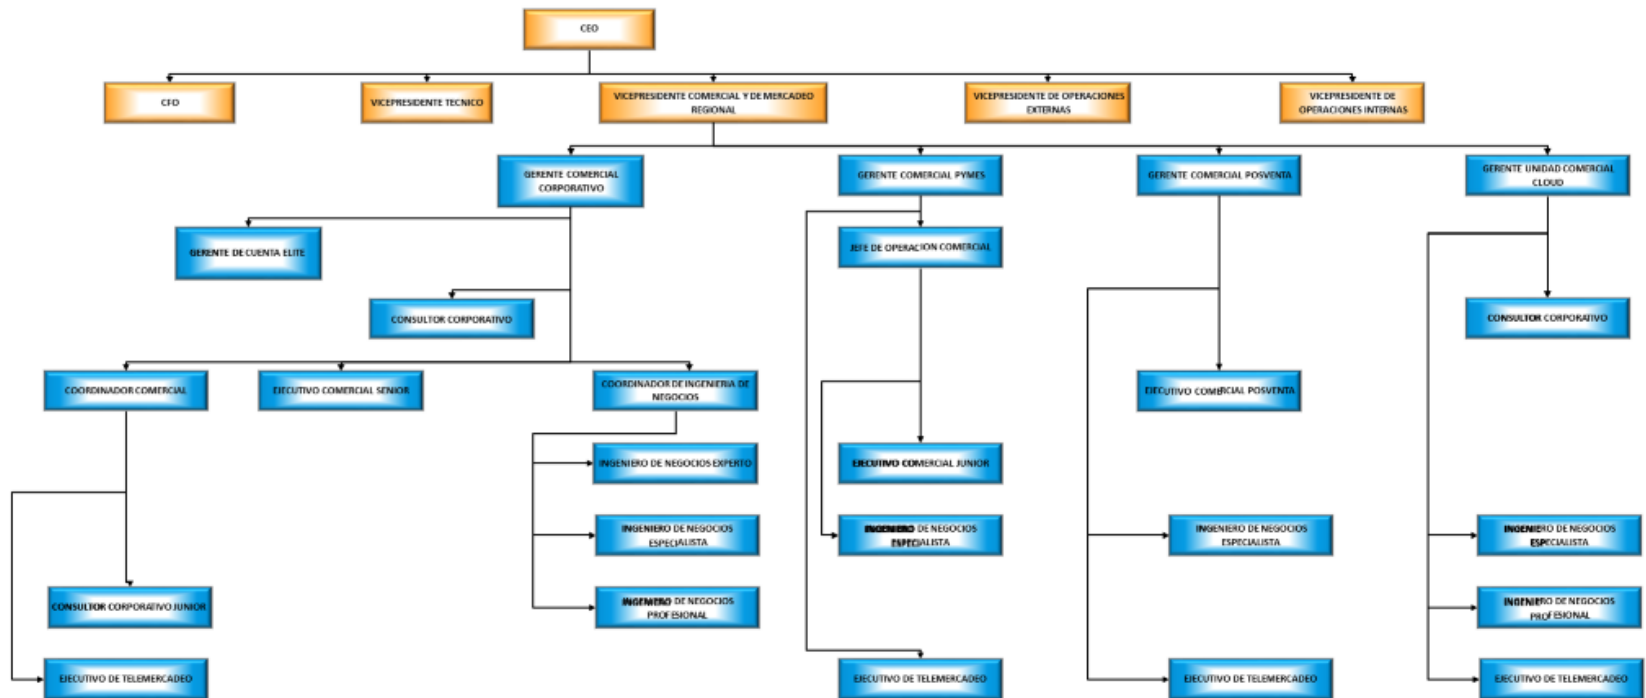 CEO
CFO
VICEPRESIDENTE TECNICO
VICEPRESIDENTE COMERCIAL Y DE MERCADEO
REGIONAL
VICEPRESIDENTE DE OPERACIONES
EXTERNAS
VICEPRESIDENTE DE
OPERACIONES INTERNAS
GERENTE COMERCIAL
CORPORATIVO
GERENTE COMERCIAL PYMES
GERENTE COMERCIAL POSVENTA
GERENTE UNIDAD COMERCIAL
CLOUD
GERENTE DE CUENTA ELITE
JEFE DE OPERACION COMERCIAL
CONSULTOR CORPORATIVO
CONSULTOR CORPORATIVO
COORDINADOR COMERCIAL
EJECUTIVO COMERCIAL SENIOR
COORDINADOR DE INGENIERIA DE
NEGOCIOS
EJECUTIVO COMERCIAL POSVENTA
INGENIERO DE NEGOCIOS EXPERTO
EJECUTIVO COMERCIAL JUNIOR
INGENIERO DE NEGOCIOS
ESPECIALISTA
INGENIERO DE NEGOCIOS
ESPECIALISTA
INGENIERO DE NEGOCIOS
ESPECIALISTA
INGENIERO DE NEGOCIOS
ESPECIALISTA
CONSULTOR CORPORATIVO JUNIOR
INGENIERO DE NEGOCIOS
PROFESIONAL
INGENIERO DE NEGOCIOS
PROFESIONAL
EJECUTIVO DE TELEMERCADEO
EJECUTIVO DE TELEMERCADEO
EJECUTIVO DE TELEMERCADEO
EJECUTIVO DE TELEMERCADEO